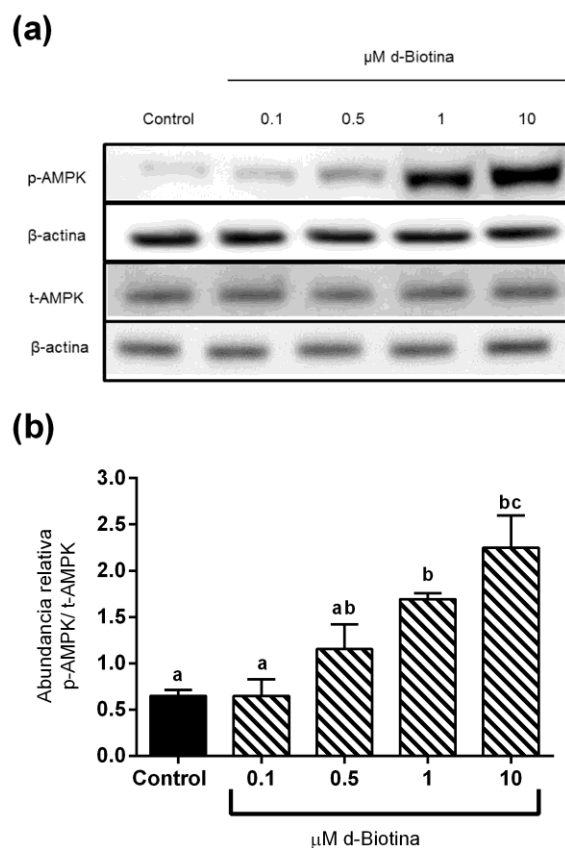 (a)
µM d-Biotina
Control 0.1 0.5 1 10
p-AMPK
β-actina
t-AMPK
β-actina
(b)
Abundancia relativa
p-AMPK/ t-AMPK
3.0
2.5
2.0
1.5
1.0
0.5
0.0
a a ab b bc
Control 0.1 0.5 1 10
μM d-Biotina